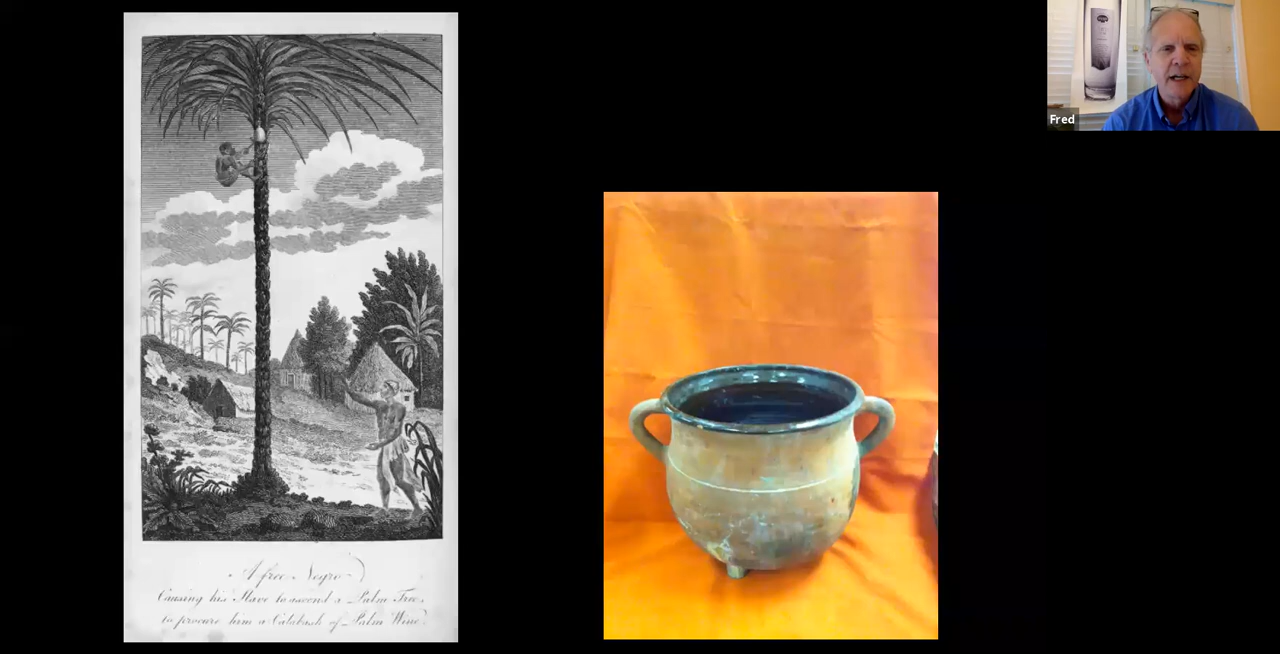 A free Negro
Causing his Slave to ascend a Palm Tree,
to procure him a Calabash of Palm Wine.
Fred